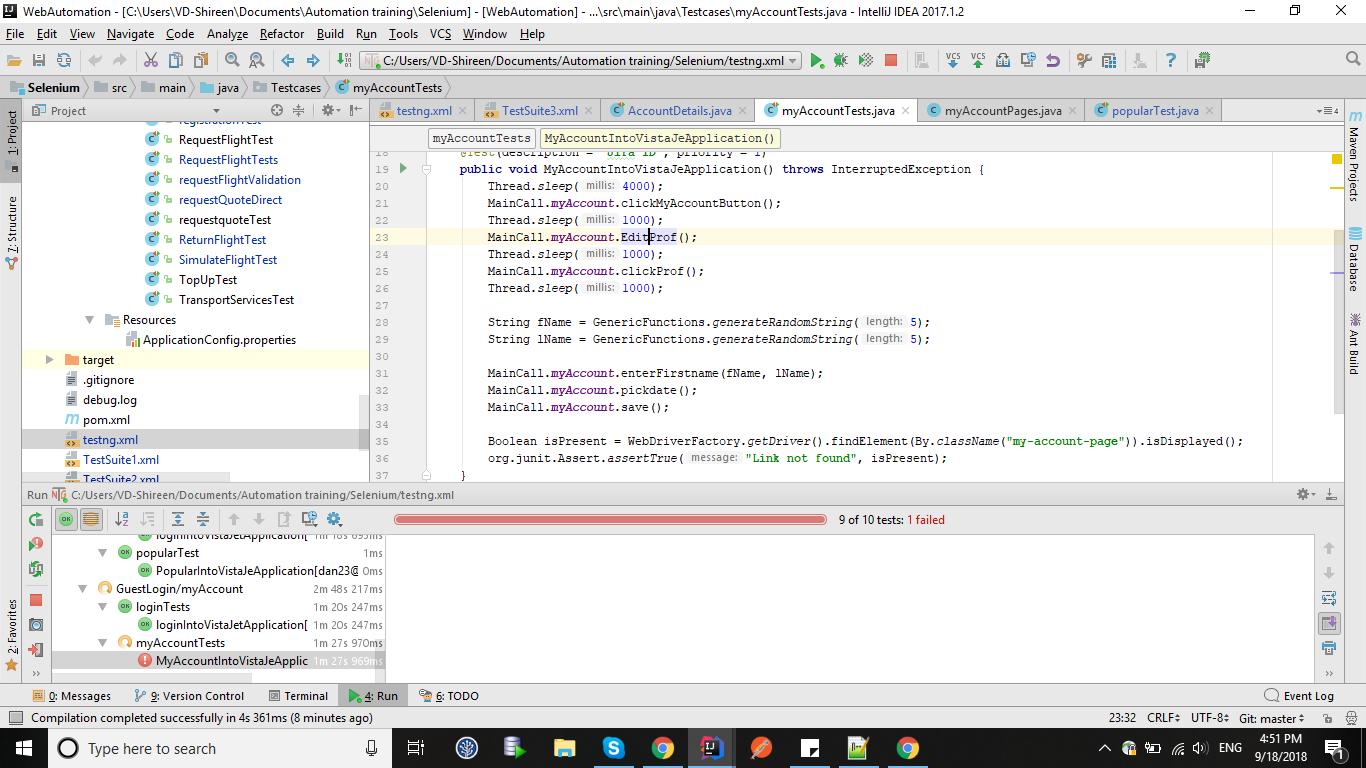 WebAutomation - [C:\Users\VD-Shireen\Documents\Automation training\Selenium] - [WebAutomation] - ...\src\main\java\Testcases\myAccountTests.java - IntelliJ IDEA 2017.1.2
File Edit View Navigate Code Analyze Refactor Build Run Tools VCS Window Help
C:/Users/VD-Shireen/Documents/Automation training/Selenium/testng.xml VCS VCS
Selenium src main java Testcases myAccountTests
Project
testng.xml TestSuite3.xml AccountDetails.java myAccountTests.java myAccountPages.java popularTest.java
1: Project
7: Structure
2: Favorites
registrationTest
RequestFlightTest
RequestFlightTests
requestFlightValidation
requestQuoteDirect
requestquoteTest
ReturnFlightTest
SimulateFlightTest
TopUpTest
TransportServicesTest
Resources
ApplicationConfig.properties
target
.gitignore
debug.log
pom.xml
testng.xml
TestSuite1.xml
TestSuite2.xml
myAccountTests MyAccountIntoVistaJeApplication()
18 @Test(description = "Ulfa ID", priority = 1)
19 public void MyAccountIntoVistaJeApplication() throws InterruptedException {
20 Thread.sleep( millis: 4000);
21 MainCall.myAccount.clickMyAccountButton();
22 Thread.sleep( millis: 1000);
23 MainCall.myAccount.EditProf();
24 Thread.sleep( millis: 1000);
25 MainCall.myAccount.clickProf();
26 Thread.sleep( millis: 1000);
27
28 String fName = GenericFunctions.generateRandomString( length: 5);
29 String lName = GenericFunctions.generateRandomString( length: 5);
30
31 MainCall.myAccount.enterFirstname(fName, lName);
32 MainCall.myAccount.pickdate();
33 MainCall.myAccount.save();
34
35 Boolean isPresent = WebDriverFactory.getDriver().findElement(By.className("my-account-page")).isDisplayed();
36 org.junit.Assert.assertTrue( message: "Link not found", isPresent);
37 }
Maven Projects
Database
Ant Build
Run C:/Users/VD-Shireen/Documents/Automation training/Selenium/testng.xml
9 of 10 tests: 1 failed
loginIntoVistaJetApplication[ 1m 18s 695ms
popularTest 1ms
PopularIntoVistaJeApplication[dan23@ 0ms
GuestLogin/myAccount 2m 48s 217ms
loginTests 1m 20s 247ms
loginIntoVistaJetApplication[ 1m 20s 247ms
myAccountTests 1m 27s 970ms
MyAccountIntoVistaJeApplic 1m 27s 969ms
0: Messages 9: Version Control Terminal 4: Run 6: TODO Event Log
Compilation completed successfully in 4s 361ms (8 minutes ago) 23:32 CRLF UTF-8 Git: master
Type here to search ENG 4:51 PM
9/18/2018 1